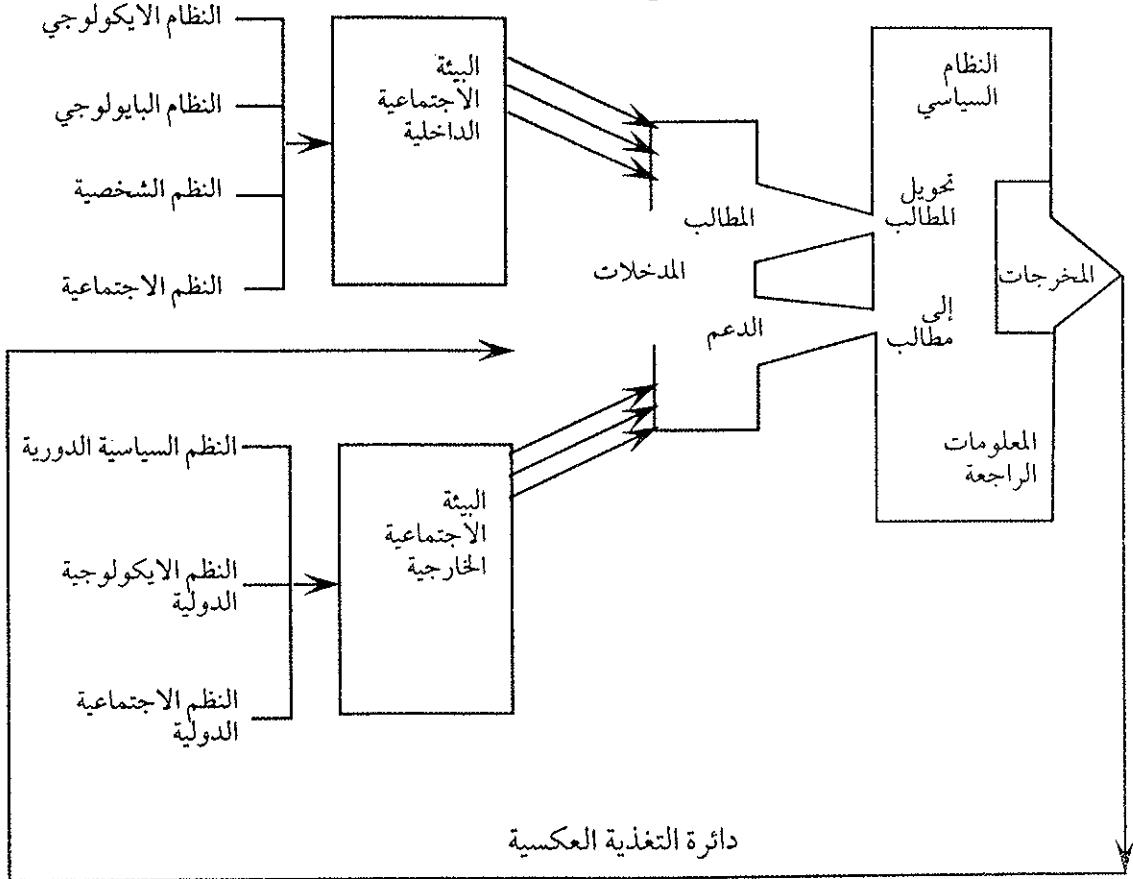 النظام الايكولوجي
النظام البايولوجي
النظم الشخصية
النظم الاجتماعية
البيئة
الاجتماعية
الداخلية
النظام
السياسي
تحويل
المطالب
إلى
مطالب
المعلومات
الراجعة
المخرجات
المطالب
المدخلات
الدعم
النظم السياسية الدورية
النظم الايكولوجية
الدولية
النظم الاجتماعية
الدولية
البيئة
الاجتماعية
الخارجية
دائرة التغذية العكسية